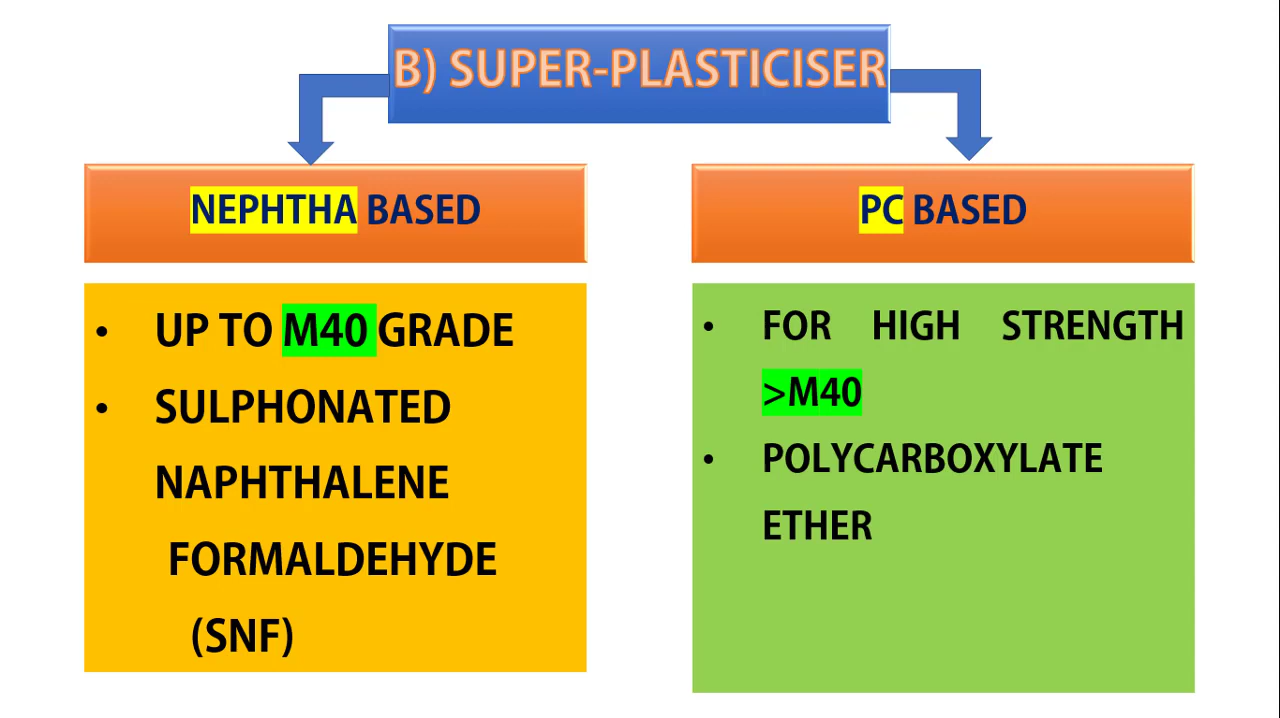 B) SUPER-PLASTICISER
NEPHTHA BASED
PC BASED
• UP TO M40 GRADE
• SULPHONATED
NAPHTHALENE
FORMALDEHYDE
(SNF)
• FOR HIGH STRENGTH
>M40
• POLYCARBOXYLATE
ETHER